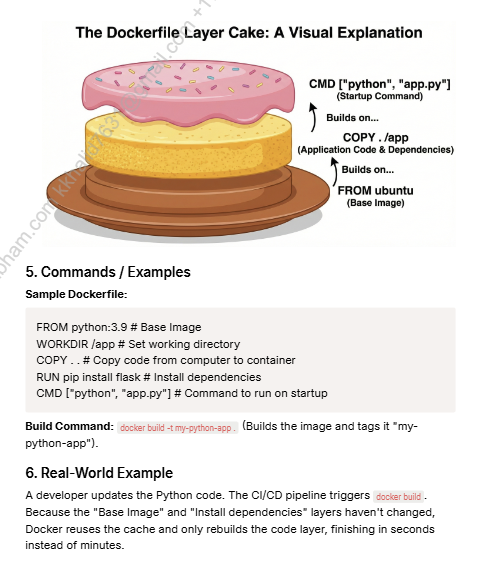 The Dockerfile Layer Cake: A Visual Explanation
CMD ["python", "app.py"]
(Startup Command)
Builds on...
COPY . /app
(Application Code & Dependencies)
Builds on...
FROM ubuntu
(Base Image)
5. Commands / Examples
Sample Dockerfile:
FROM python:3.9 # Base Image
WORKDIR /app # Set working directory
COPY . . # Copy code from computer to container
RUN pip install flask # Install dependencies
CMD ["python", "app.py"] # Command to run on startup
Build Command: docker build -t my-python-app . (Builds the image and tags it "my-
python-app").
6. Real-World Example
A developer updates the Python code. The CI/CD pipeline triggers docker build .
Because the "Base Image" and "Install dependencies" layers haven't changed,
Docker reuses the cache and only rebuilds the code layer, finishing in seconds
instead of minutes.